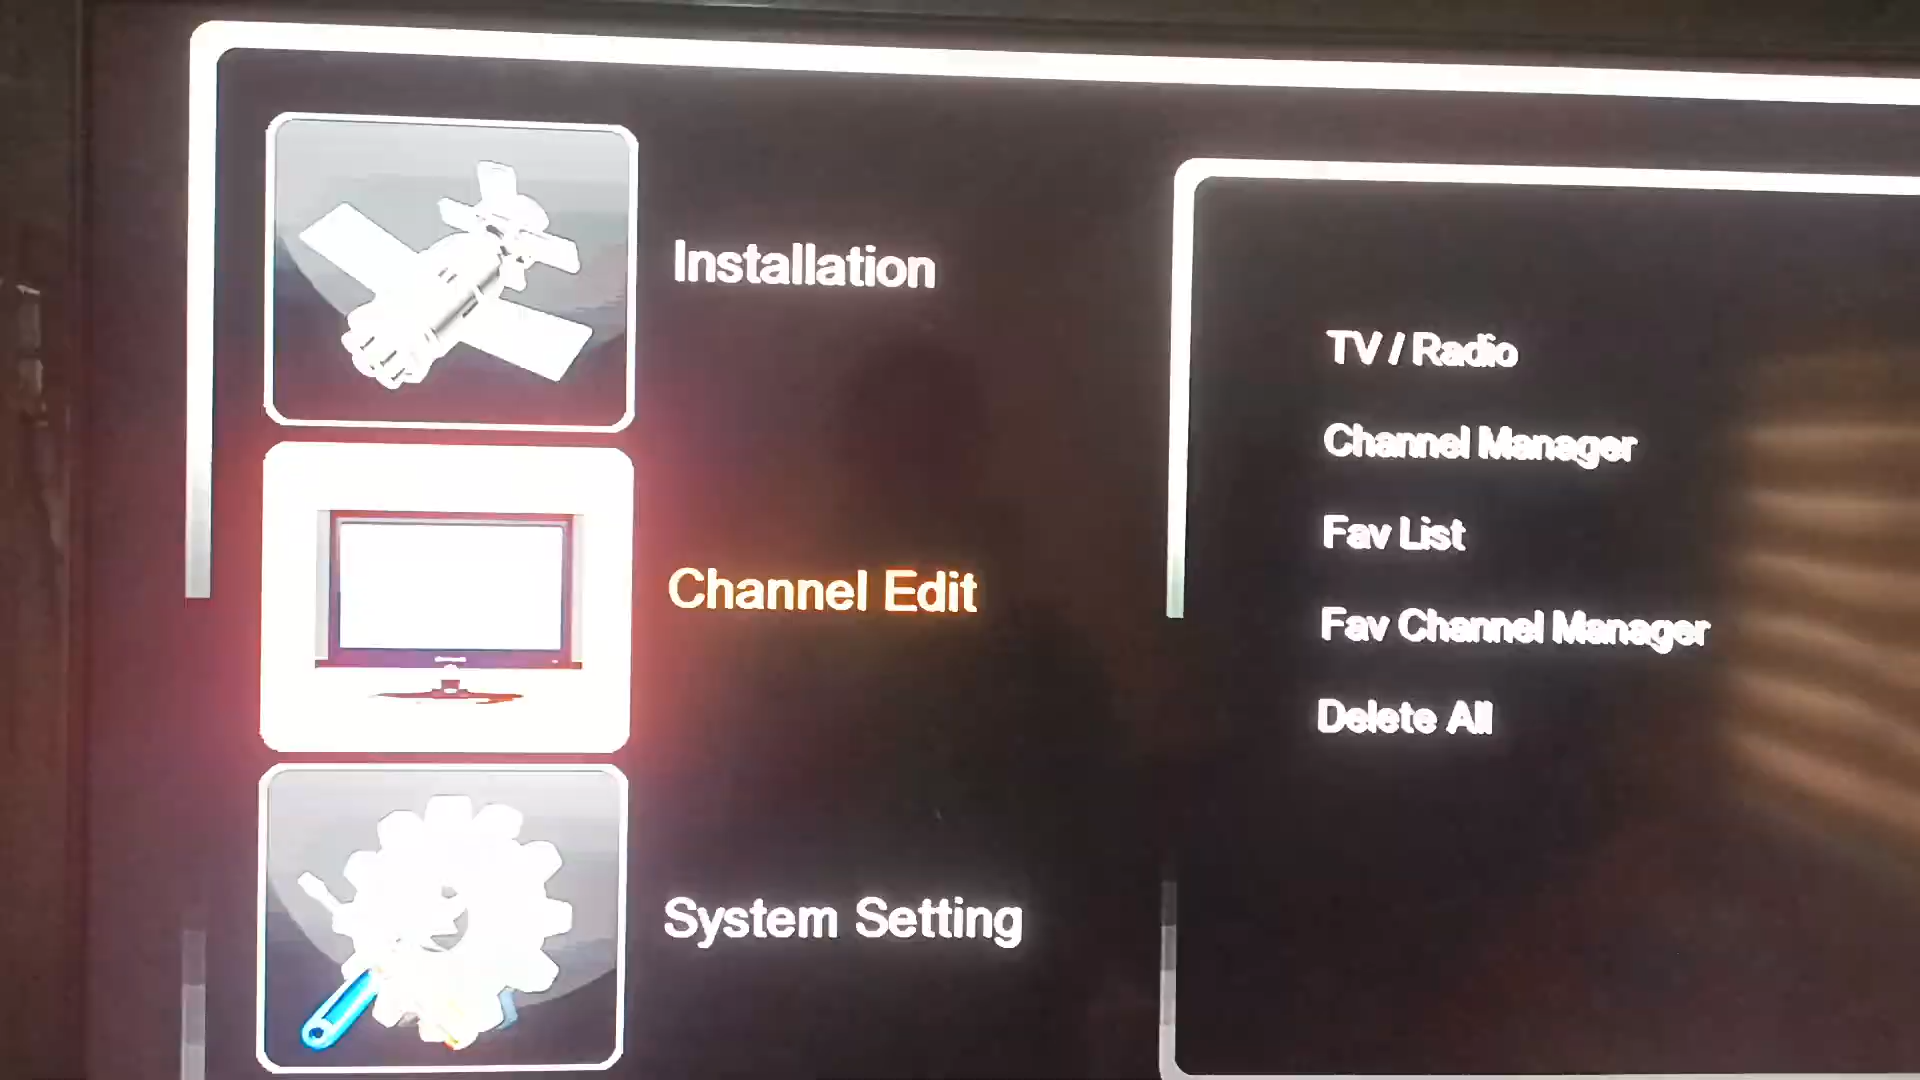 Installation
Channel Edit
System Setting
TV / Radio
Channel Manager
Fav List
Fav Channel Manager
Delete All